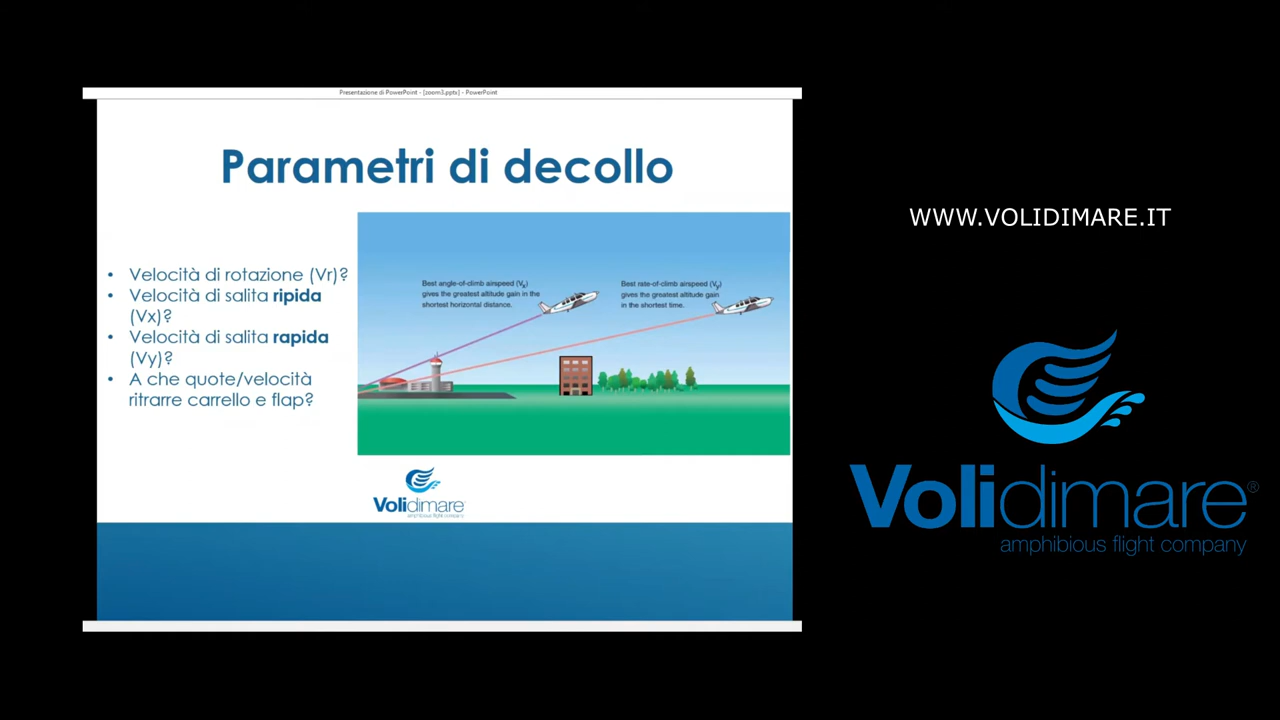 Presentazione di PowerPoint - [zoom3.pptx] - PowerPoint
Parametri di decollo
• Velocità di rotazione (Vr)?
• Velocità di salita ripida
(Vx)?
• Velocità di salita rapida
(Vy)?
• A che quote/velocità
ritrarre carrello e flap?
Best angle-of-climb airspeed (Vx)
gives the greatest altitude gain in the
shortest horizontal distance.
Best rate-of-climb airspeed (Vy)
gives the greatest altitude gain
in the shortest time.
Volidimare
amphibious flight company
WWW.VOLIDIMARE.IT
Volidimare®
amphibious flight company